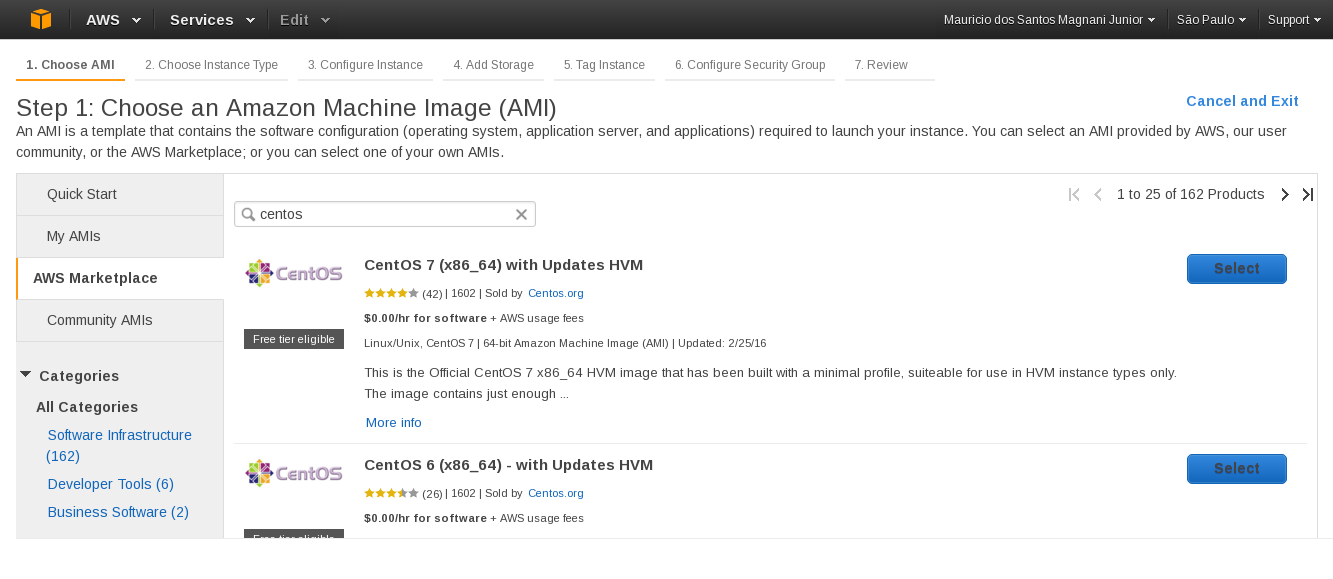 AWS Services Edit Mauricio dos Santos Magnani Junior São Paulo Support
1. Choose AMI 2. Choose Instance Type 3. Configure Instance 4. Add Storage 5. Tag Instance 6. Configure Security Group 7. Review
Step 1: Choose an Amazon Machine Image (AMI)
Cancel and Exit
An AMI is a template that contains the software configuration (operating system, application server, and applications) required to launch your instance. You can select an AMI provided by AWS, our user
community, or the AWS Marketplace; or you can select one of your own AMIs.
Quick Start
My AMIs
AWS Marketplace
Community AMIs
Categories
All Categories
Software Infrastructure
(162)
Developer Tools (6)
Business Software (2)
1 to 25 of 162 Products
centos
CentOS
CentOS 7 (x86_64) with Updates HVM
Select
(42) | 1602 | Sold by Centos.org
$0.00/hr for software + AWS usage fees
Free tier eligible
Linux/Unix, CentOS 7 | 64-bit Amazon Machine Image (AMI) | Updated: 2/25/16
This is the Official CentOS 7 x86_64 HVM image that has been built with a minimal profile, suiteable for use in HVM instance types only.
The image contains just enough ...
More info
CentOS
CentOS 6 (x86_64) - with Updates HVM
Select
(26) | 1602 | Sold by Centos.org
$0.00/hr for software + AWS usage fees
Free tier eligible